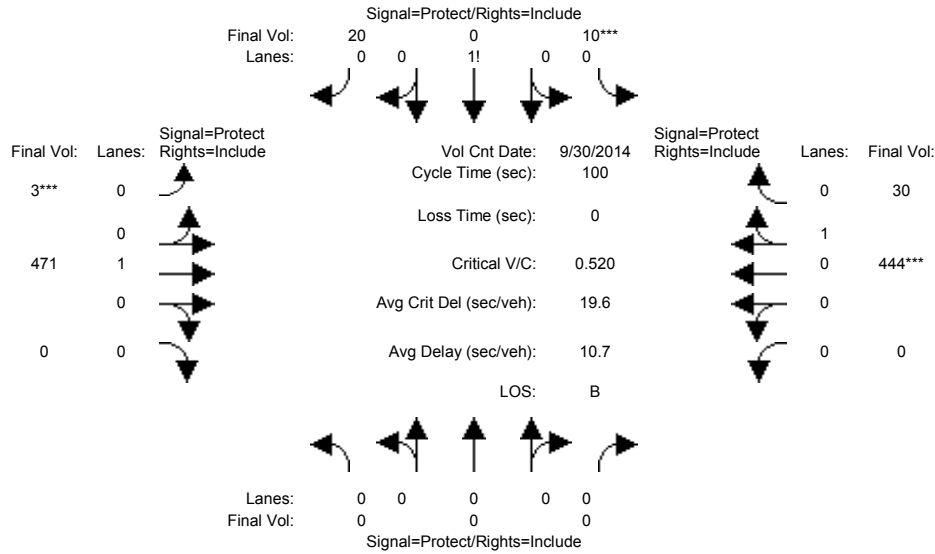 Signal=Protect/Rights=Include
Final Vol: 20 0 10***
Lanes: 0 0 1! 0 0
Signal=Protect Signal=Protect
Final Vol: Lanes: Rights=Include Vol Cnt Date: 9/30/2014 Rights=Include Lanes: Final Vol:
Cycle Time (sec): 100
3*** 0 0 30
Loss Time (sec): 0
0 1
471 1 Critical V/C: 0.520 0 444***
0 Avg Crit Del (sec/veh): 19.6 0
0 0 Avg Delay (sec/veh): 10.7 0 0
LOS: B
Lanes: 0 0 0 0 0
Final Vol: 0 0 0
Signal=Protect/Rights=Include